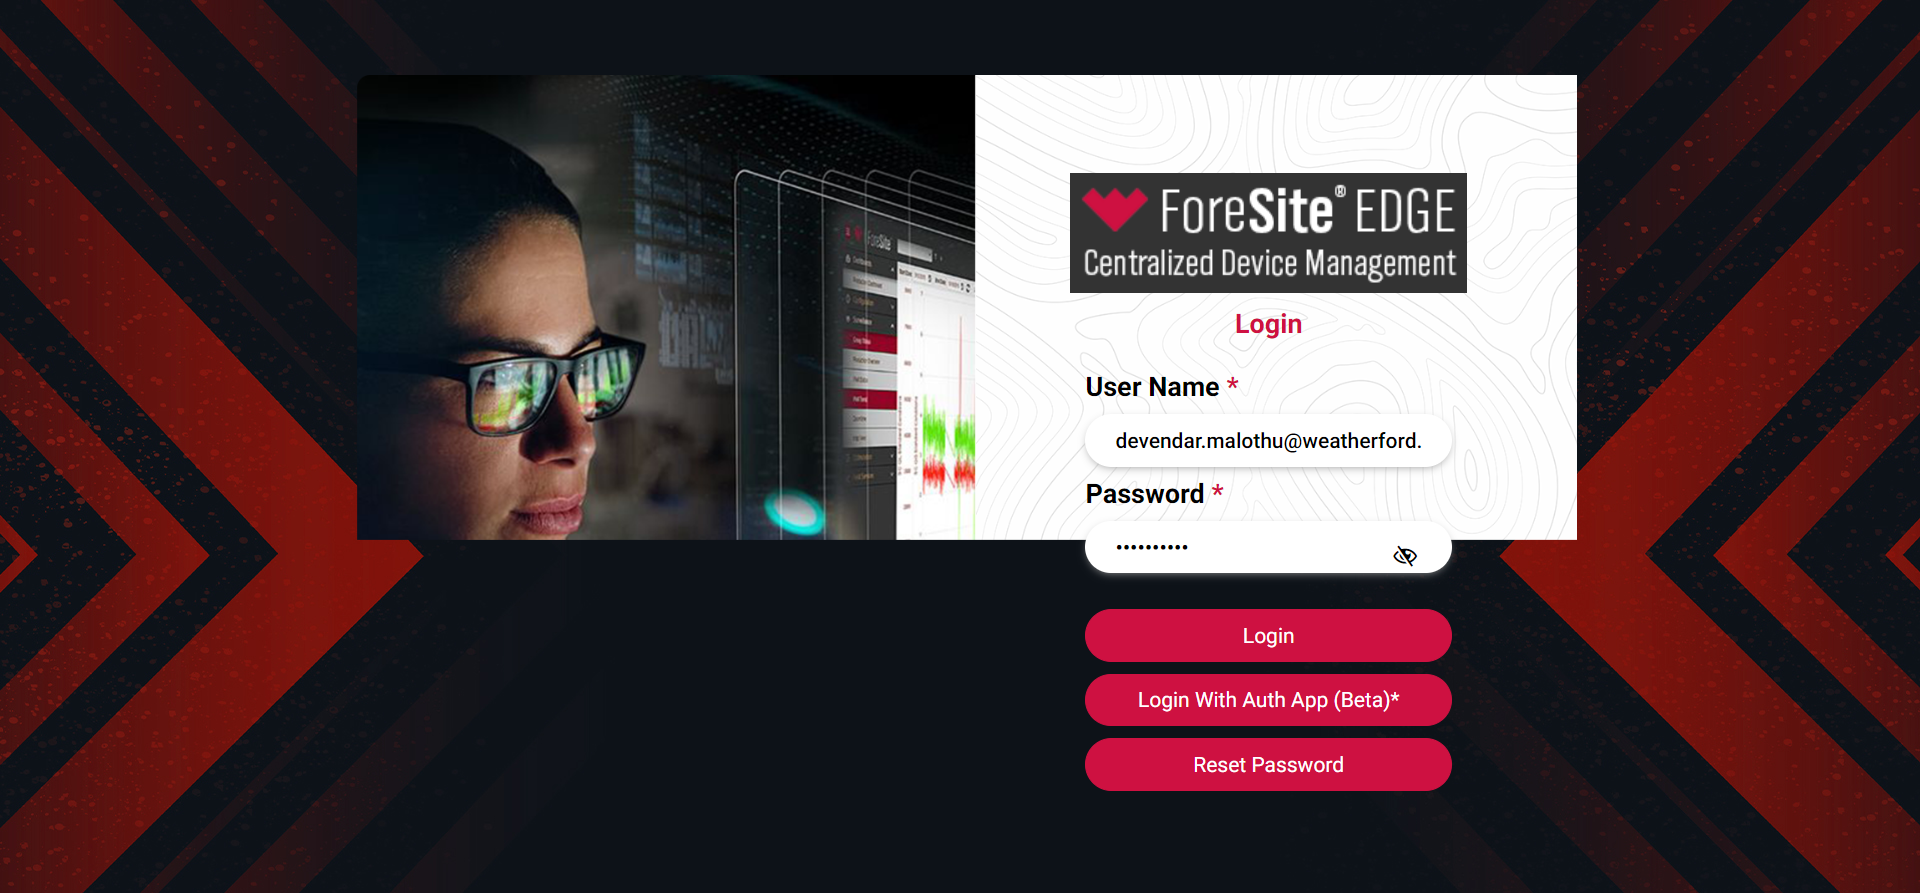 ForeSite
ForeSite® EDGE
Centralized Device Management
Login
User Name *
devendar.malothu@weatherford.
Password *
••••••••••
Login
Login With Auth App (Beta)*
Reset Password